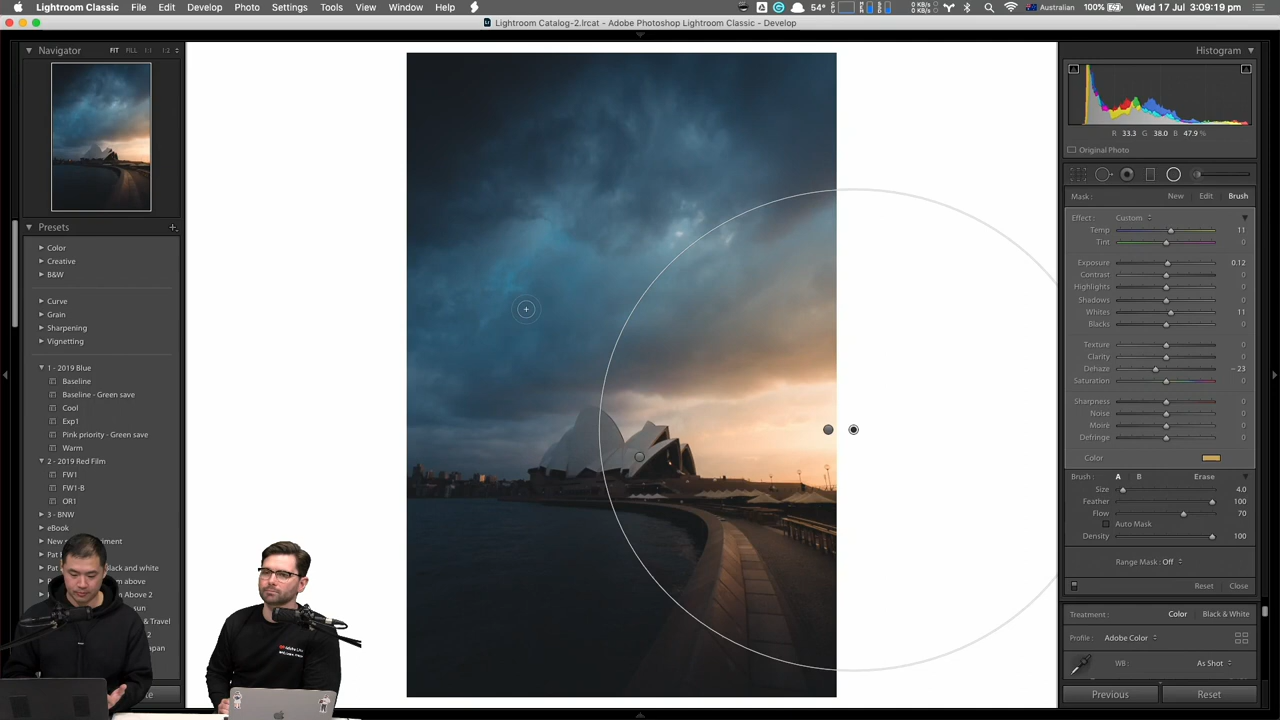 Lightroom Classic File Edit Develop Photo Settings Tools View Window Help 54° 0 KB/s 0 KB/s Australian 100% Wed 17 Jul 3:09:19 pm
Lightroom Catalog-2.lrcat - Adobe Photoshop Lightroom Classic - Develop
Navigator FIT FILL 1:1 1:2
Presets +
Color
Creative
B&W
Curve
Grain
Sharpening
Vignetting
1 - 2019 Blue
Baseline
Baseline - Green save
Cool
Exp1
Pink priority - Green save
Warm
2 - 2019 Red Film
FW1
FW1-B
OR1
3 - BNW
eBook
Histogram
R 33.3 G 38.0 B 47.9 %
Original Photo
Mask : New Edit Brush
Effect : Custom
Temp 11
Tint 0
Exposure 0.12
Contrast 0
Highlights 0
Shadows 0
Whites 11
Blacks 0
Texture 0
Clarity 0
Dehaze – 23
Saturation 0
Sharpness 0
Noise 0
Moiré 0
Defringe 0
Color
Brush : A B Erase
Size 4.0
Feather 100
Flow 70
Auto Mask
Density 100
Range Mask : Off
Reset Close
Treatment : Color Black & White
Profile : Adobe Color
WB : As Shot
Previous Reset